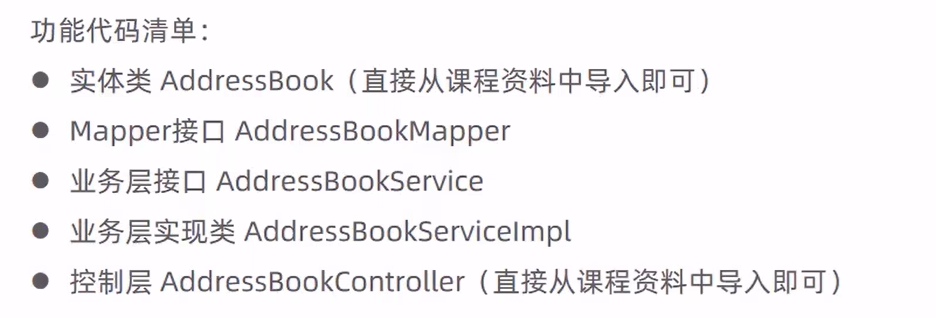 功能代码清单：
● 实体类 AddressBook（直接从课程资料中导入即可）
● Mapper接口 AddressBookMapper
● 业务层接口 AddressBookService
● 业务层实现类 AddressBookServiceImpl
● 控制层 AddressBookController（直接从课程资料中导入即可）